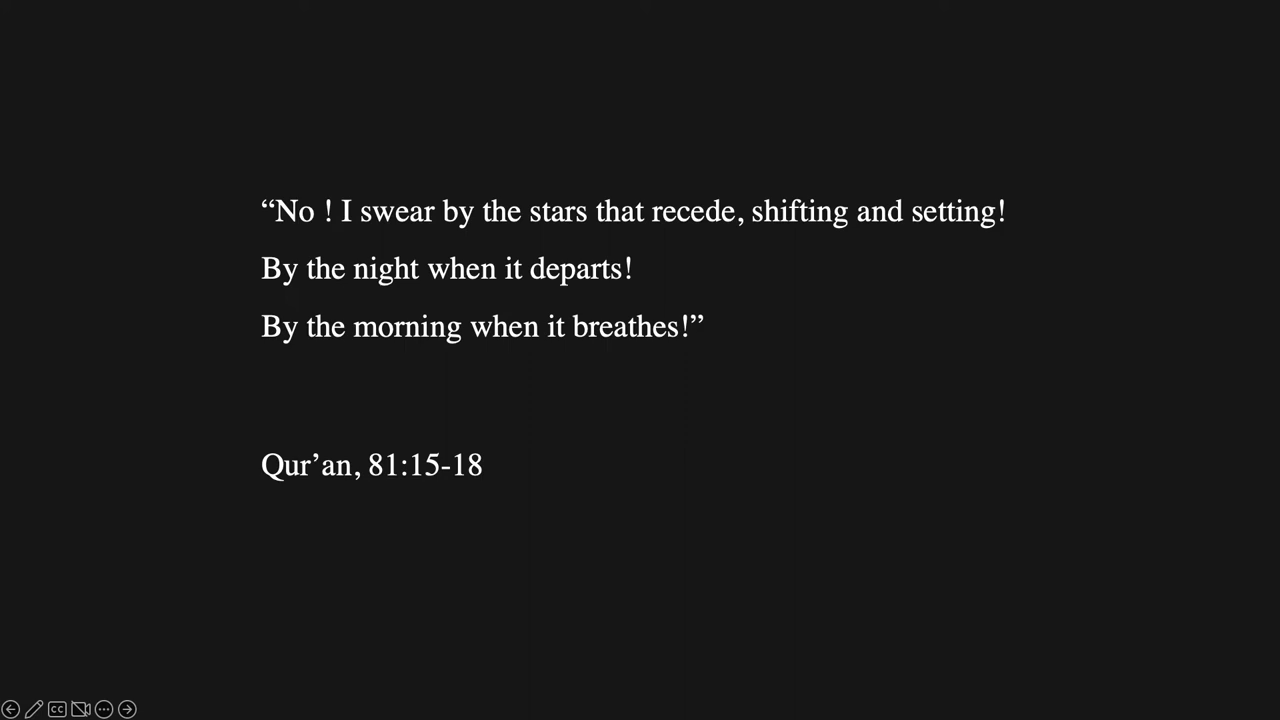 “No ! I swear by the stars that recede, shifting and setting!
By the night when it departs!
By the morning when it breathes!”
Qur’an, 81:15-18
CC